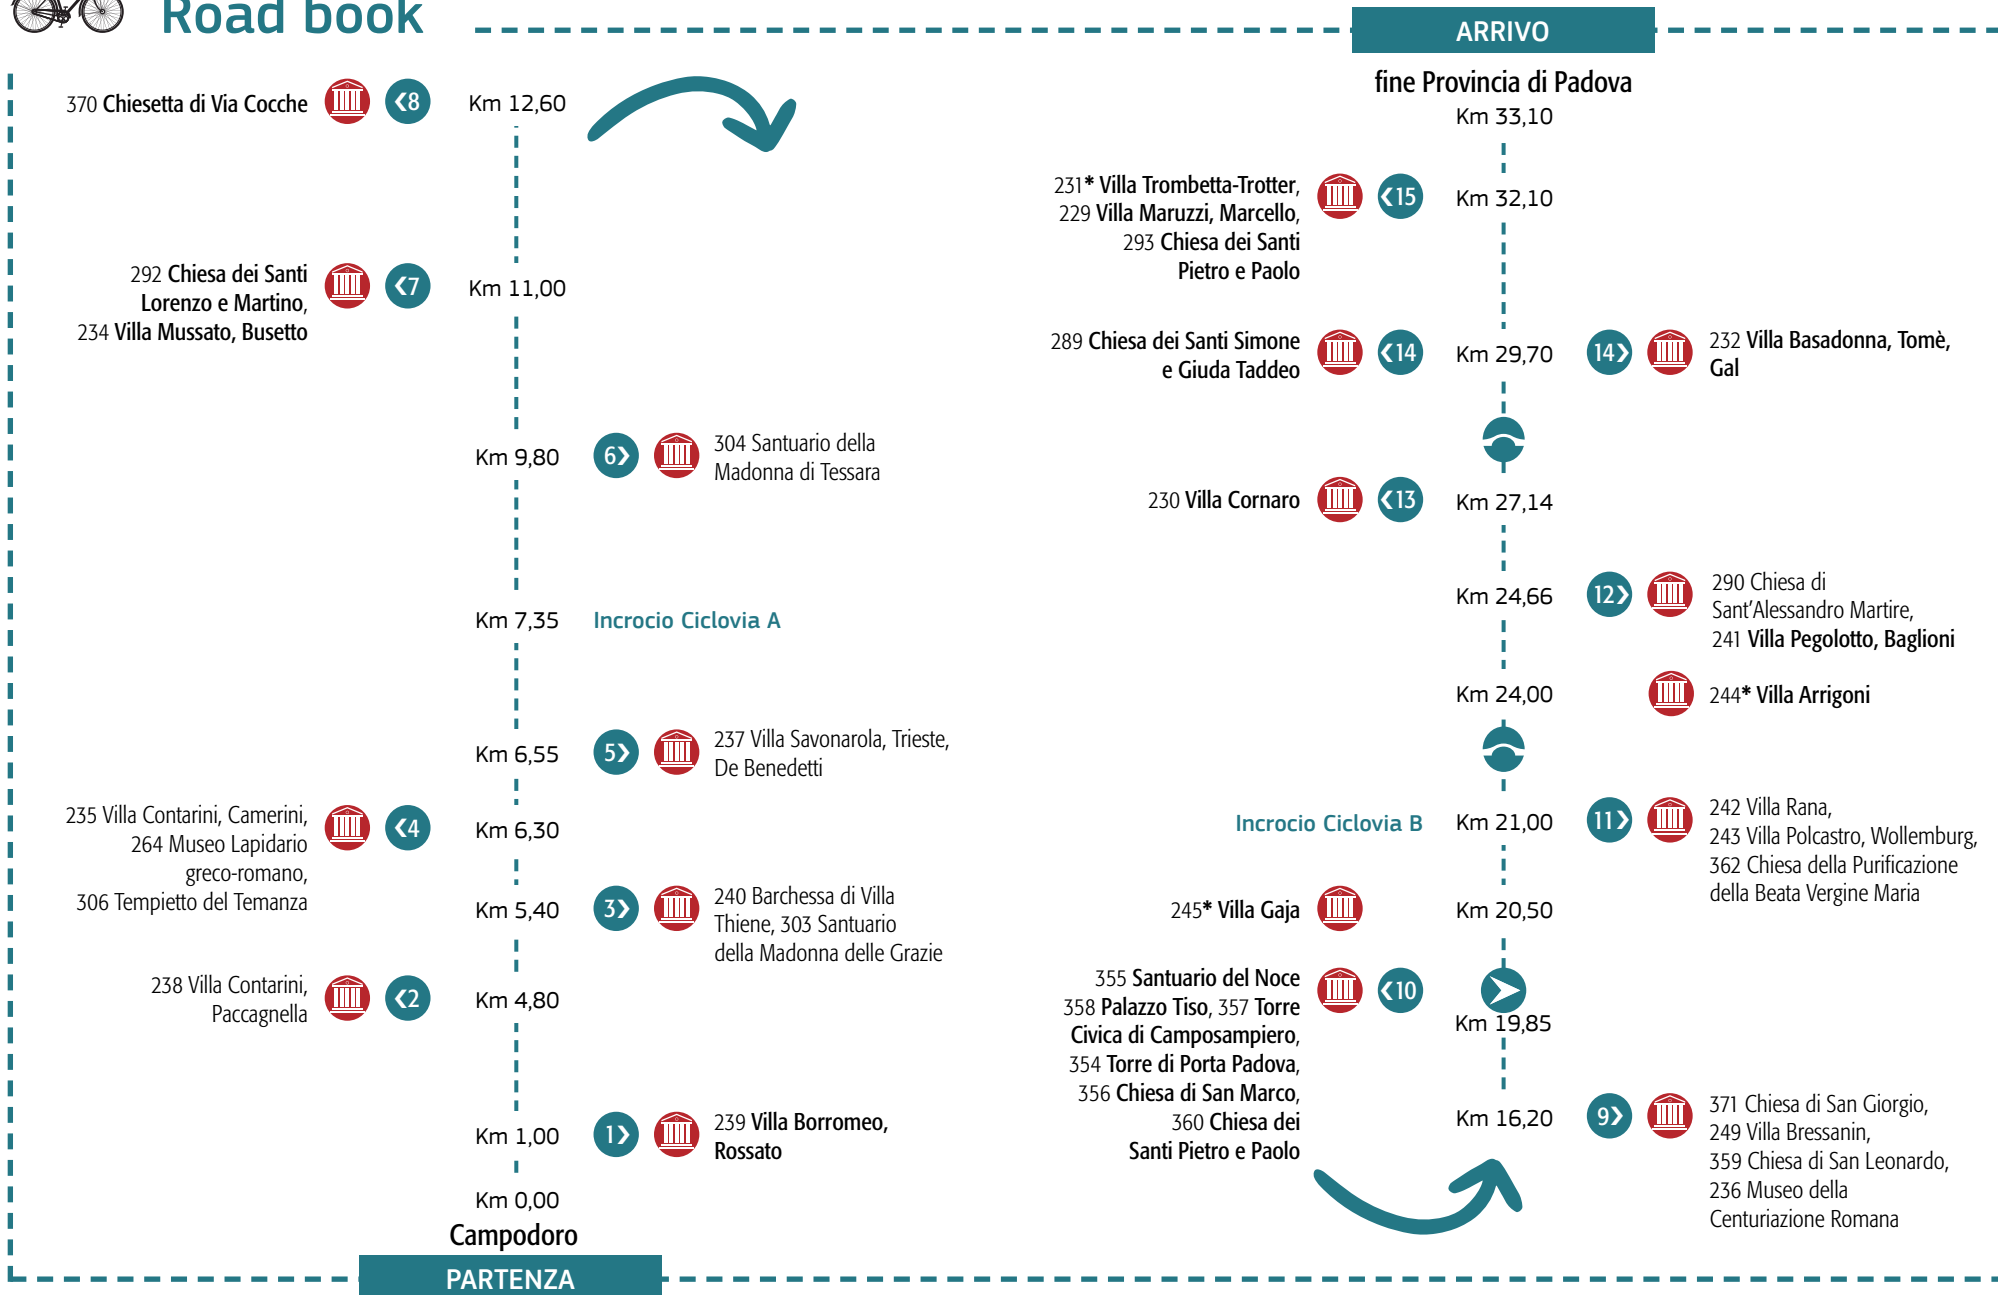 Road book
370 Chiesetta di Via Cocche
‹8
Km 12,60
292 Chiesa dei Santi
Lorenzo e Martino,
234 Villa Mussato, Busetto
‹7
Km 11,00
Km 9,80
6›
304 Santuario della
Madonna di Tessara
Km 7,35
Incrocio Ciclovia A
Km 6,55
5›
237 Villa Savonarola, Trieste,
De Benedetti
235 Villa Contarini, Camerini,
264 Museo Lapidario
greco-romano,
306 Tempietto del Temanza
‹4
Km 6,30
Km 5,40
3›
240 Barchessa di Villa
Thiene, 303 Santuario
della Madonna delle Grazie
238 Villa Contarini,
Paccagnella
‹2
Km 4,80
Km 1,00
1›
239 Villa Borromeo,
Rossato
Km 0,00
Campodoro
PARTENZA
ARRIVO
fine Provincia di Padova
Km 33,10
231* Villa Trombetta-Trotter,
229 Villa Maruzzi, Marcello,
293 Chiesa dei Santi
Pietro e Paolo
‹15
Km 32,10
289 Chiesa dei Santi Simone
e Giuda Taddeo
‹14
Km 29,70
14›
232 Villa Basadonna, Tomè,
Gal
230 Villa Cornaro
‹13
Km 27,14
Km 24,66
12›
290 Chiesa di
Sant’Alessandro Martire,
241 Villa Pegolotto, Baglioni
Km 24,00
244* Villa Arrigoni
Incrocio Ciclovia B
Km 21,00
11›
242 Villa Rana,
243 Villa Polcastro, Wollemburg,
362 Chiesa della Purificazione
della Beata Vergine Maria
245* Villa Gaja
Km 20,50
355 Santuario del Noce
358 Palazzo Tiso, 357 Torre
Civica di Camposampiero,
354 Torre di Porta Padova,
356 Chiesa di San Marco,
360 Chiesa dei
Santi Pietro e Paolo
‹10
Km 19,85
Km 16,20
9›
371 Chiesa di San Giorgio,
249 Villa Bressanin,
359 Chiesa di San Leonardo,
236 Museo della
Centuriazione Romana